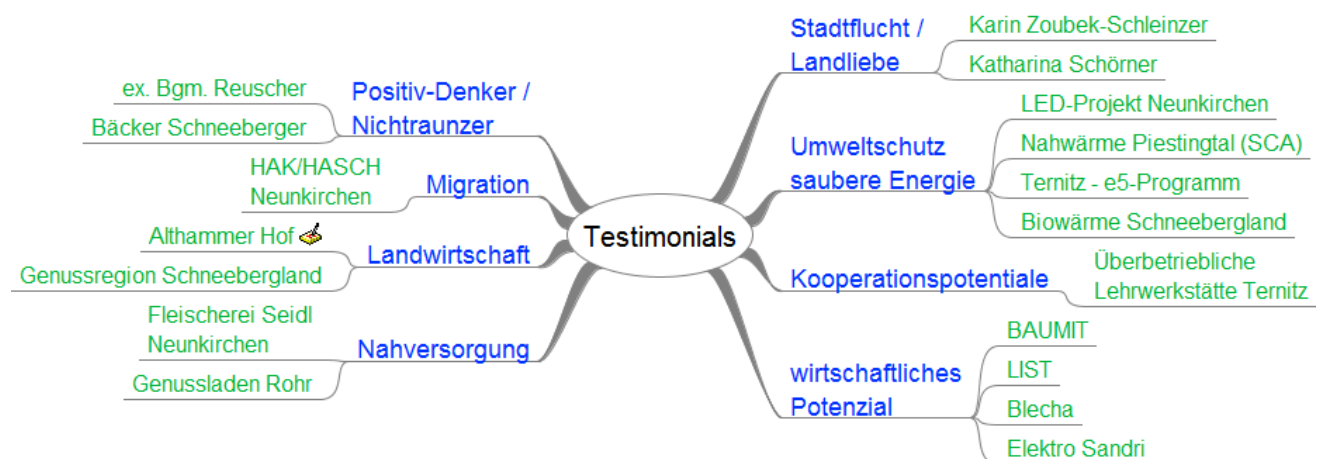 Testimonials
Stadtflucht /
Landliebe
Karin Zoubek-Schleinzer
Katharina Schörner
Umweltschutz
saubere Energie
LED-Projekt Neunkirchen
Nahwärme Piestingtal (SCA)
Ternitz - e5-Programm
Biowärme Schneebergland
Kooperationspotentiale
Überbetriebliche
Lehrwerkstätte Ternitz
wirtschaftliches
Potenzial
BAUMIT
LIST
Blecha
Elektro Sandri
Positiv-Denker /
Nichtraunzer
ex. Bgm. Reuscher
Bäcker Schneeberger
Migration
HAK/HASCH
Neunkirchen
Landwirtschaft
Althammer Hof
Genussregion Schneebergland
Nahversorgung
Fleischerei Seidl
Neunkirchen
Genussladen Rohr